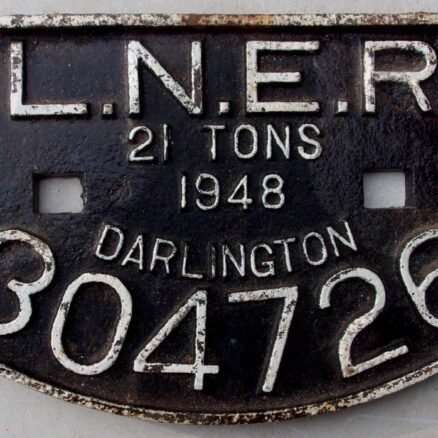 L.N.E.R
21 TONS
1948
DARLINGTON
304726